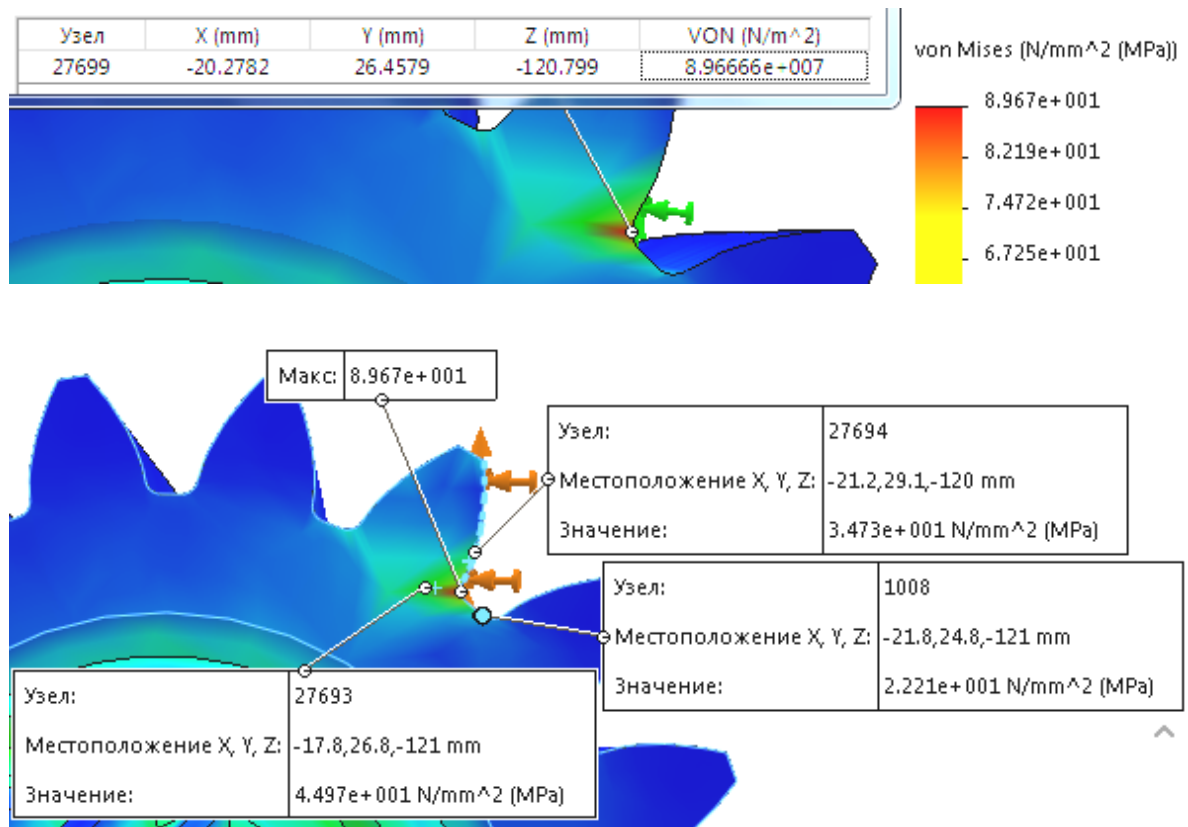 Узел X (mm) Y (mm) Z (mm) VON (N/m^2)
27699 -20.2782 26.4579 -120.799 8.96666e+007
von Mises (N/mm^2 (MPa))
8.967e+001
8.219e+001
7.472e+001
6.725e+001
Макс: 8.967e+001
Узел: 27694
Местоположение X, Y, Z: -21.2,29.1,-120 mm
Значение: 3.473e+001 N/mm^2 (MPa)
Узел: 1008
Местоположение X, Y, Z: -21.8,24.8,-121 mm
Значение: 2.221e+001 N/mm^2 (MPa)
Узел: 27693
Местоположение X, Y, Z: -17.8,26.8,-121 mm
Значение: 4.497e+001 N/mm^2 (MPa)